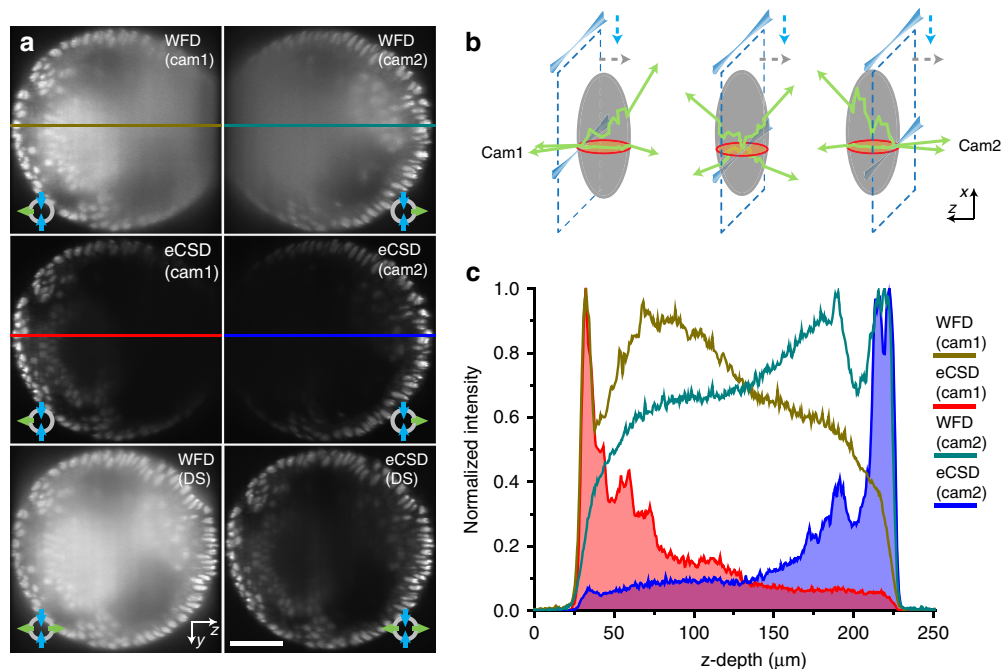 a
WFD
(cam1)
WFD
(cam2)
eCSD
(cam1)
eCSD
(cam2)
WFD
(DS)
z
y
eCSD
(DS)
b
Cam1
Cam2
x
z
c
Normalized intensity
1.0
0.8
0.6
0.4
0.2
0.0
0
50
100
150
200
250
z-depth (μm)
WFD
(cam1)
eCSD
(cam1)
WFD
(cam2)
eCSD
(cam2)